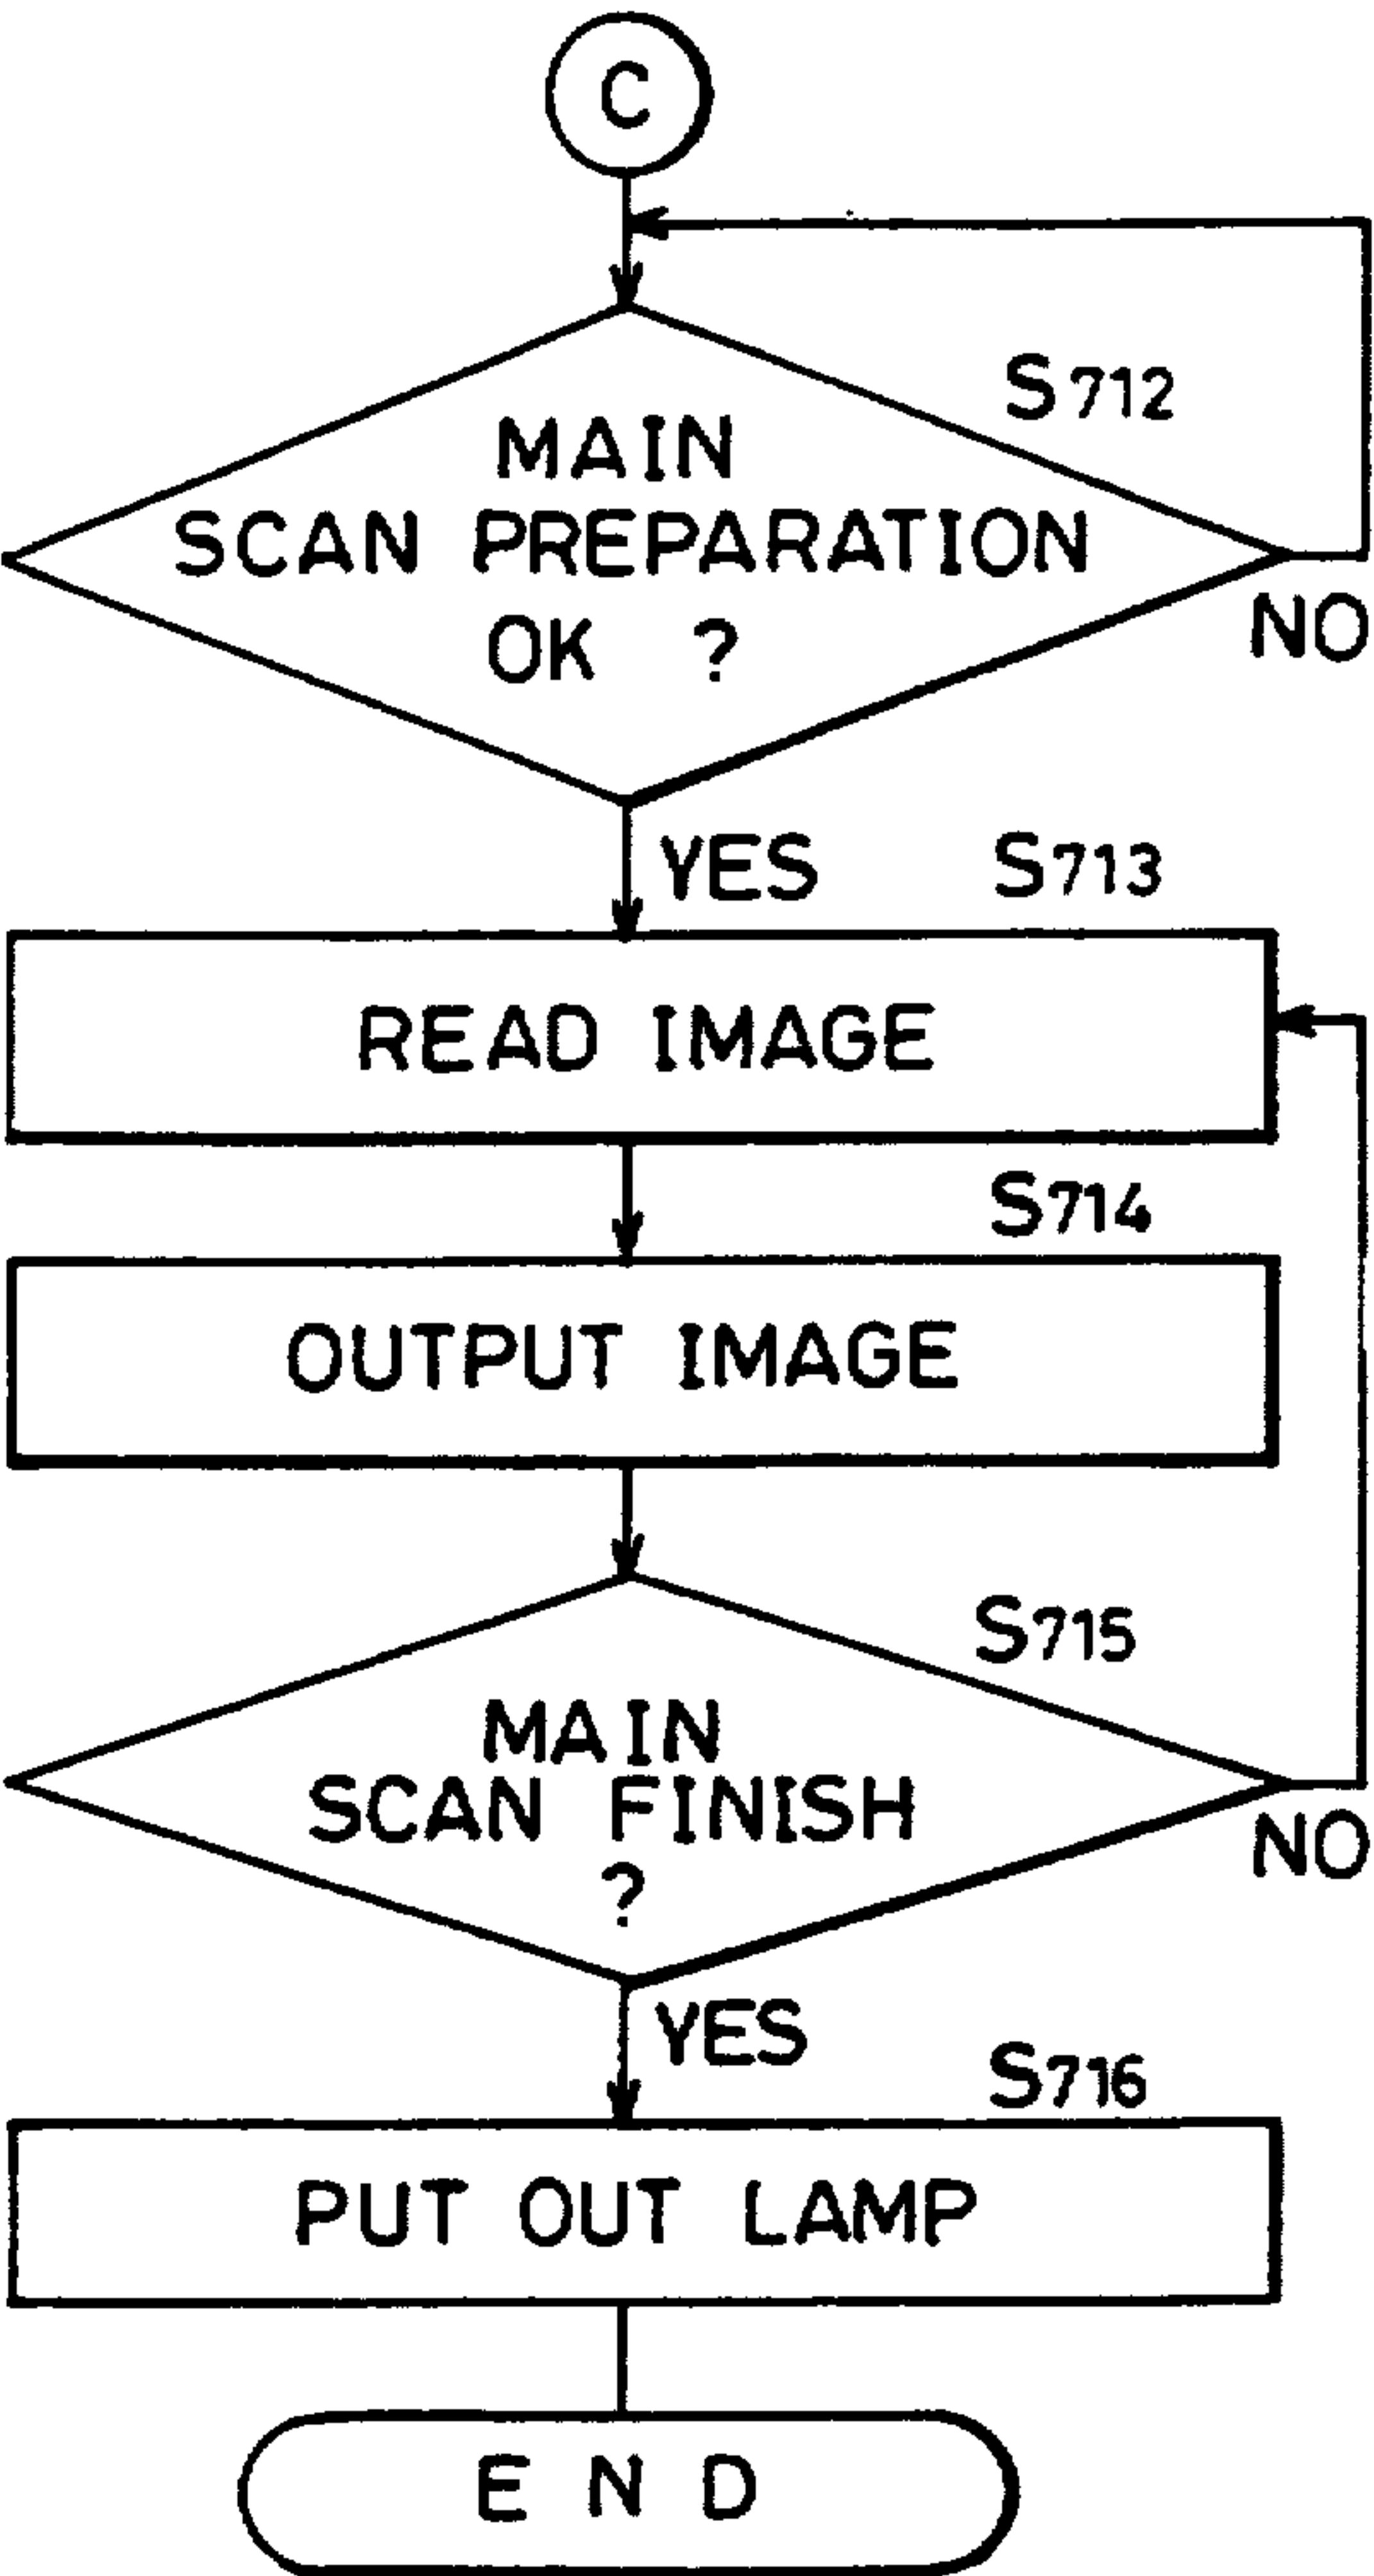 C
S712
MAIN
SCAN PREPARATION
OK ?
NO
YES
S713
READ IMAGE
S714
OUTPUT IMAGE
S715
MAIN
SCAN FINISH
?
NO
YES
S716
PUT OUT LAMP
END